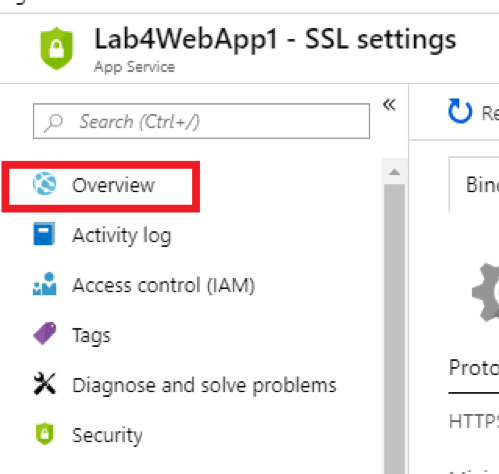 Lab4WebApp1 - SSL settings
App Service
Search (Ctrl+/)
«
Overview
Activity log
Access control (IAM)
Tags
Diagnose and solve problems
Security
Re
Bin
Proto
HTTPS